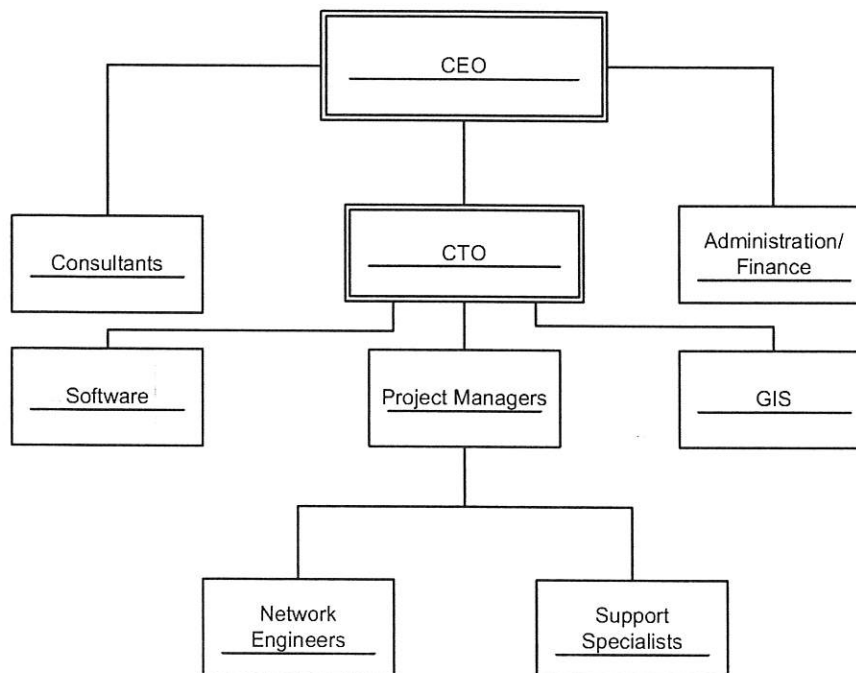 CEO
Consultants
CTO
Administration/
Finance
Software
Project Managers
GIS
Network
Engineers
Support
Specialists